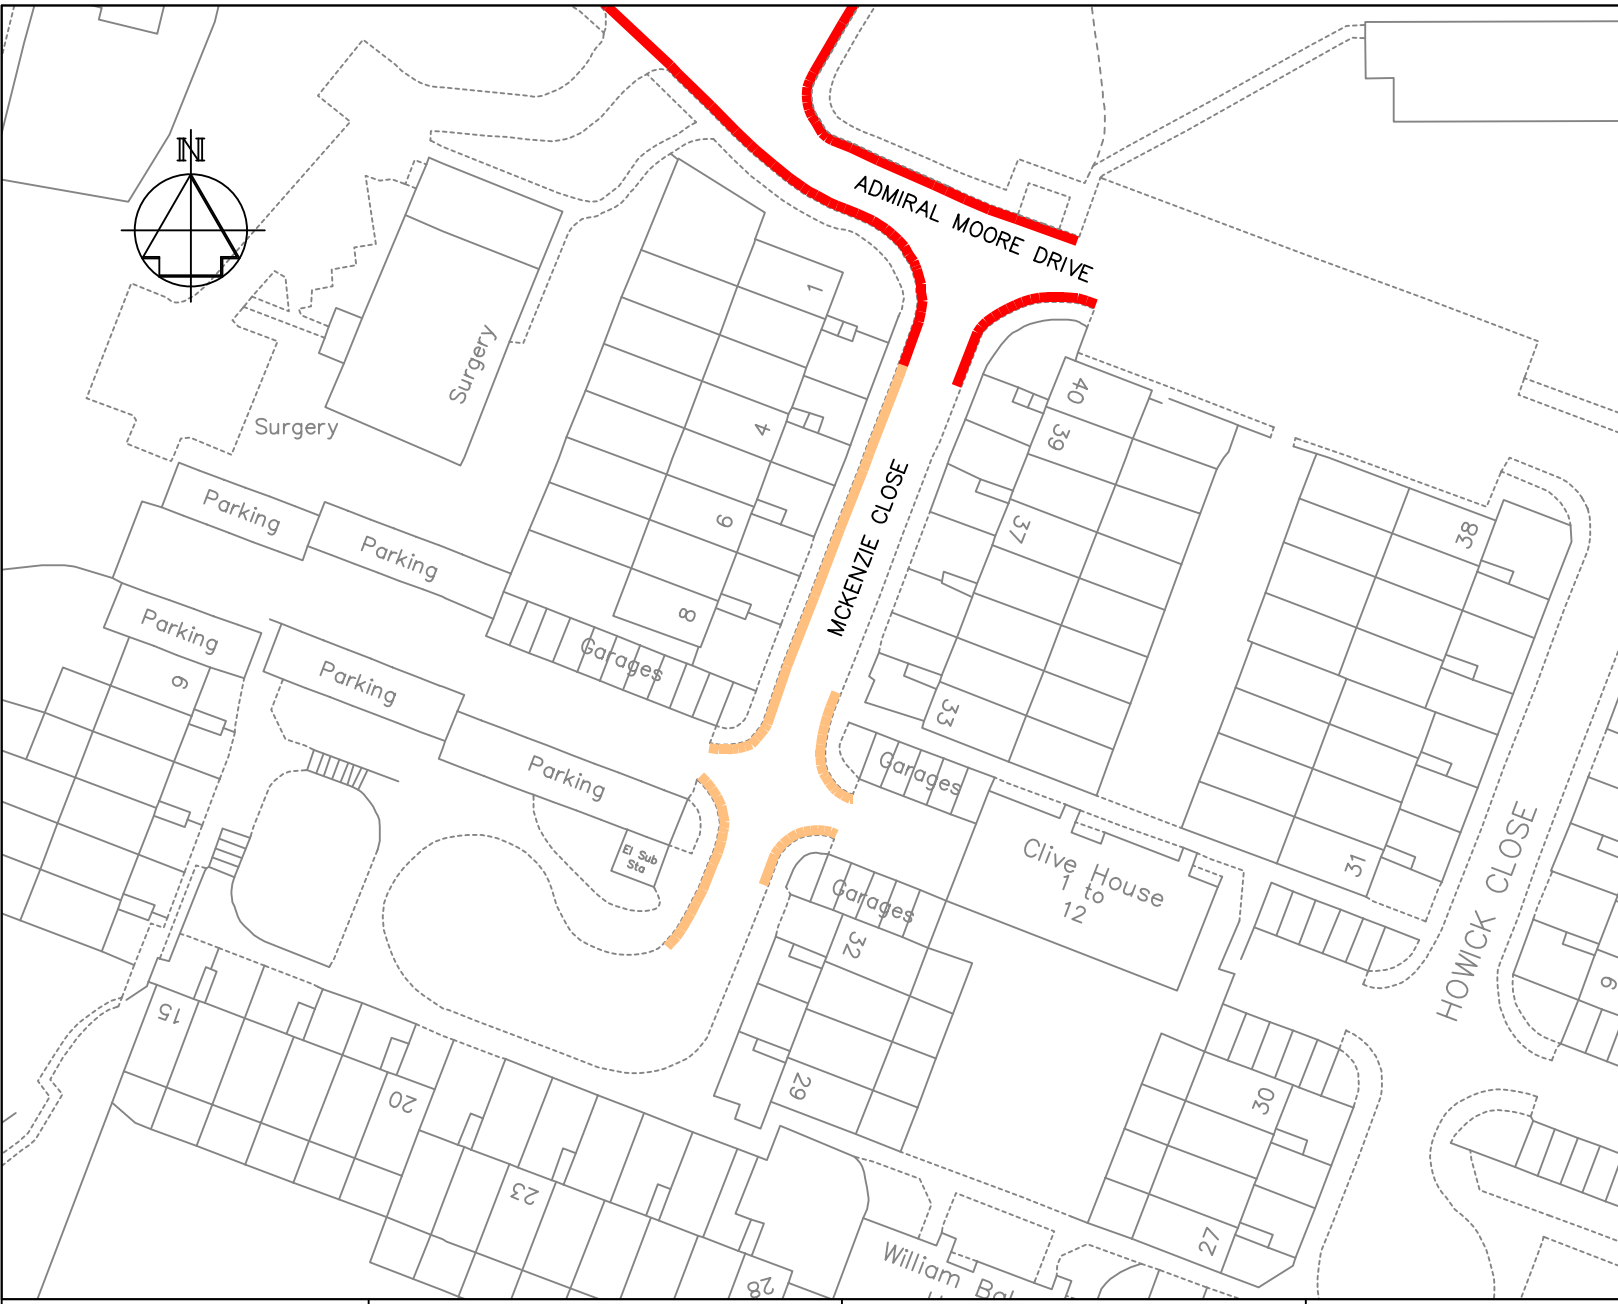 N
ADMIRAL MOORE DRIVE
1
Surgery
Surgery
4
40
39
MCKENZIE CLOSE
Parking
Parking
6
37
38
8
Parking
Garages
9
Parking
33
Parking
Garages
El Sub
Sta
Clive House
1 to
12
31
HOWICK CLOSE
Garages
32
15
29
20
30
23
27
28
William